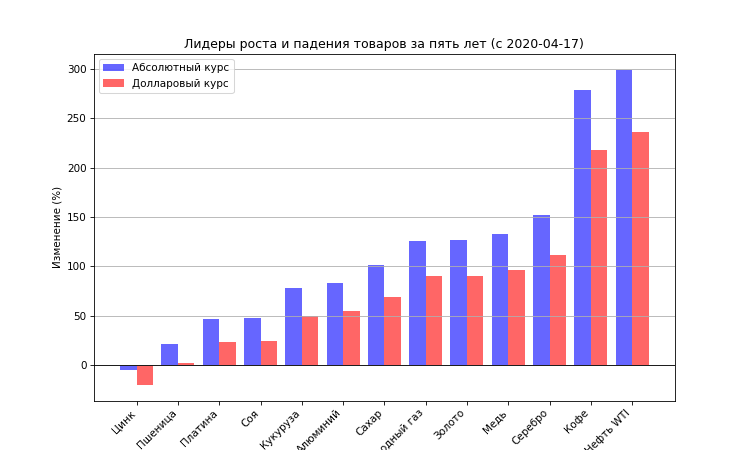 Лидеры роста и падения товаров за пять лет (с 2020-04-17)
Абсолютный курс
Долларовый курс
Изменение (%)
300
250
200
150
100
50
0
Цинк
Пшеница
Платина
Соя
Кукуруза
Алюминий
Сахар
одный газ
Золото
Медь
Серебро
Кофе
Нефть WTI